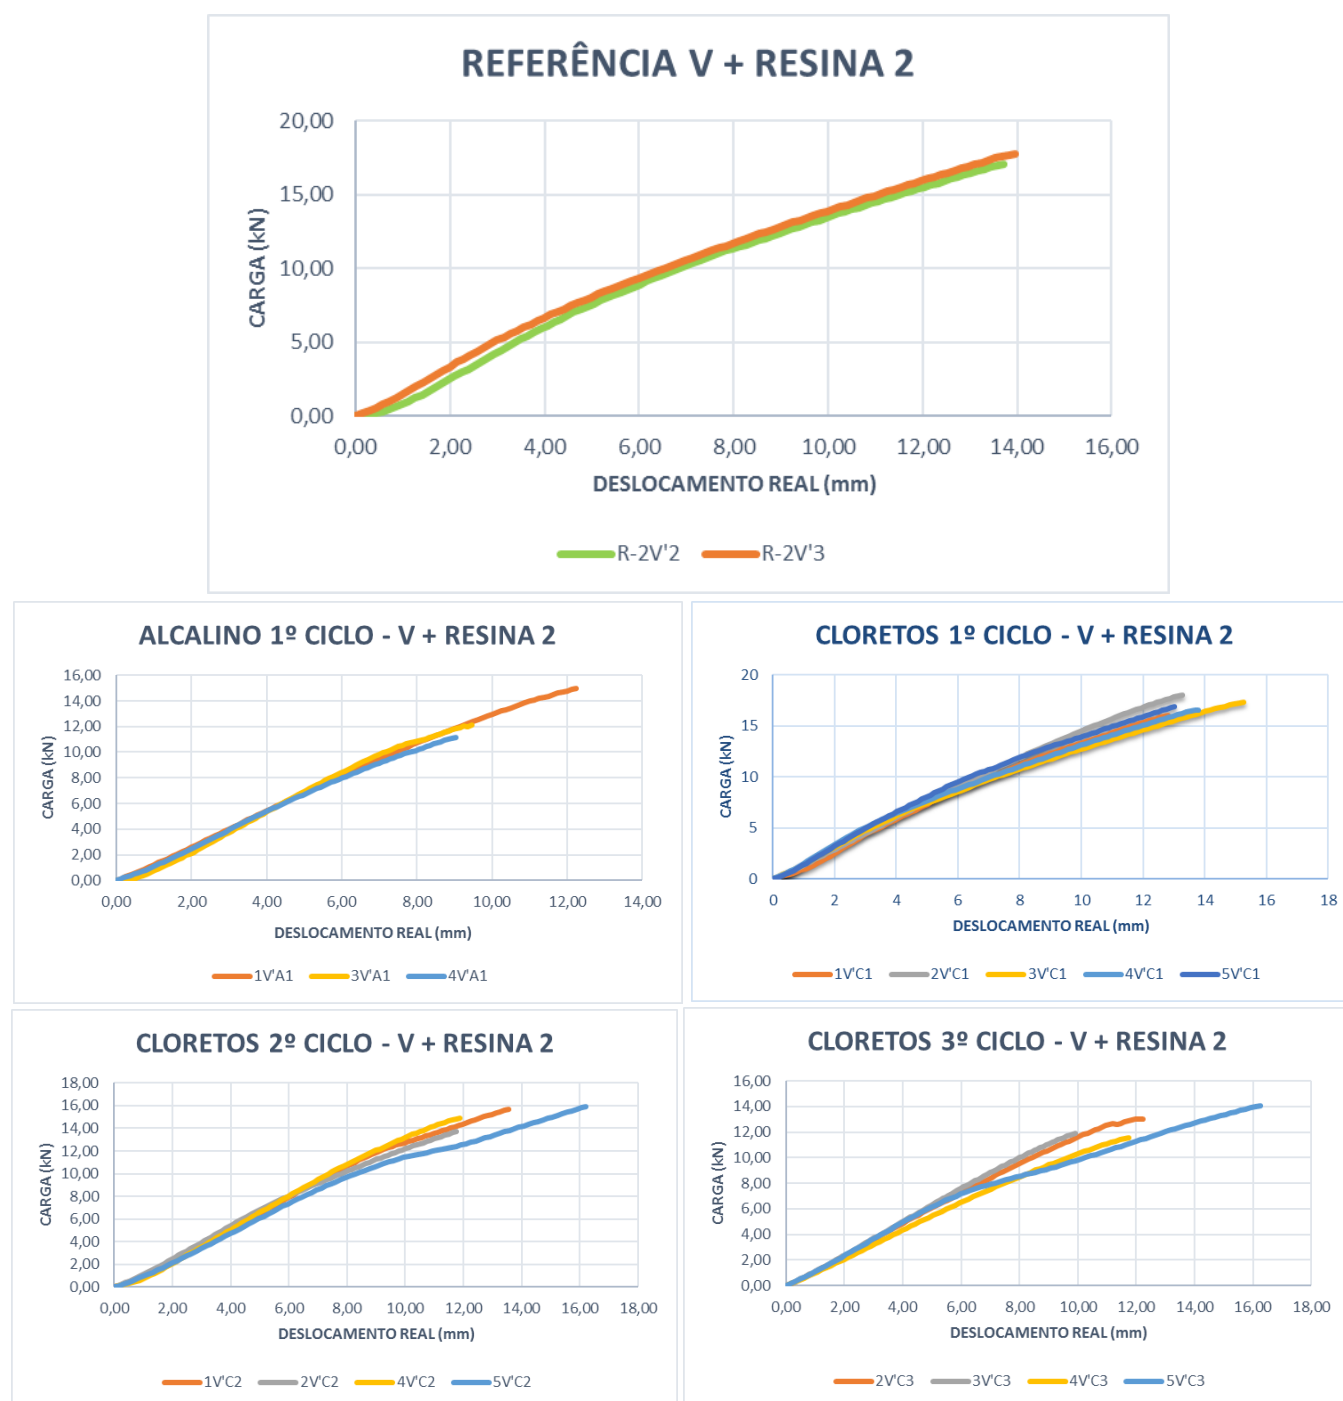 REFERÊNCIA V + RESINA 2
20,00
15,00
10,00
5,00
0,00
CARGA (kN)
0,00 2,00 4,00 6,00 8,00 10,00 12,00 14,00 16,00
DESLOCAMENTO REAL (mm)
R-2V'2 R-2V'3
ALCALINO 1º CICLO - V + RESINA 2
16,00
14,00
12,00
10,00
8,00
6,00
4,00
2,00
0,00
CARGA (kN)
0,00 2,00 4,00 6,00 8,00 10,00 12,00 14,00
DESLOCAMENTO REAL (mm)
1V'A1 3V'A1 4V'A1
CLORETOS 1º CICLO - V + RESINA 2
20
15
10
5
0
CARGA (kN)
0 2 4 6 8 10 12 14 16 18
DESLOCAMENTO REAL (mm)
1V'C1 2V'C1 3V'C1 4V'C1 5V'C1
CLORETOS 2º CICLO - V + RESINA 2
18,00
16,00
14,00
12,00
10,00
8,00
6,00
4,00
2,00
0,00
CARGA (kN)
0,00 2,00 4,00 6,00 8,00 10,00 12,00 14,00 16,00 18,00
DESLOCAMENTO REAL (mm)
1V'C2 2V'C2 4V'C2 5V'C2
CLORETOS 3º CICLO - V + RESINA 2
16,00
14,00
12,00
10,00
8,00
6,00
4,00
2,00
0,00
CARGA (kN)
0,00 2,00 4,00 6,00 8,00 10,00 12,00 14,00 16,00 18,00
DESLOCAMENTO REAL (mm)
2V'C3 3V'C3 4V'C3 5V'C3